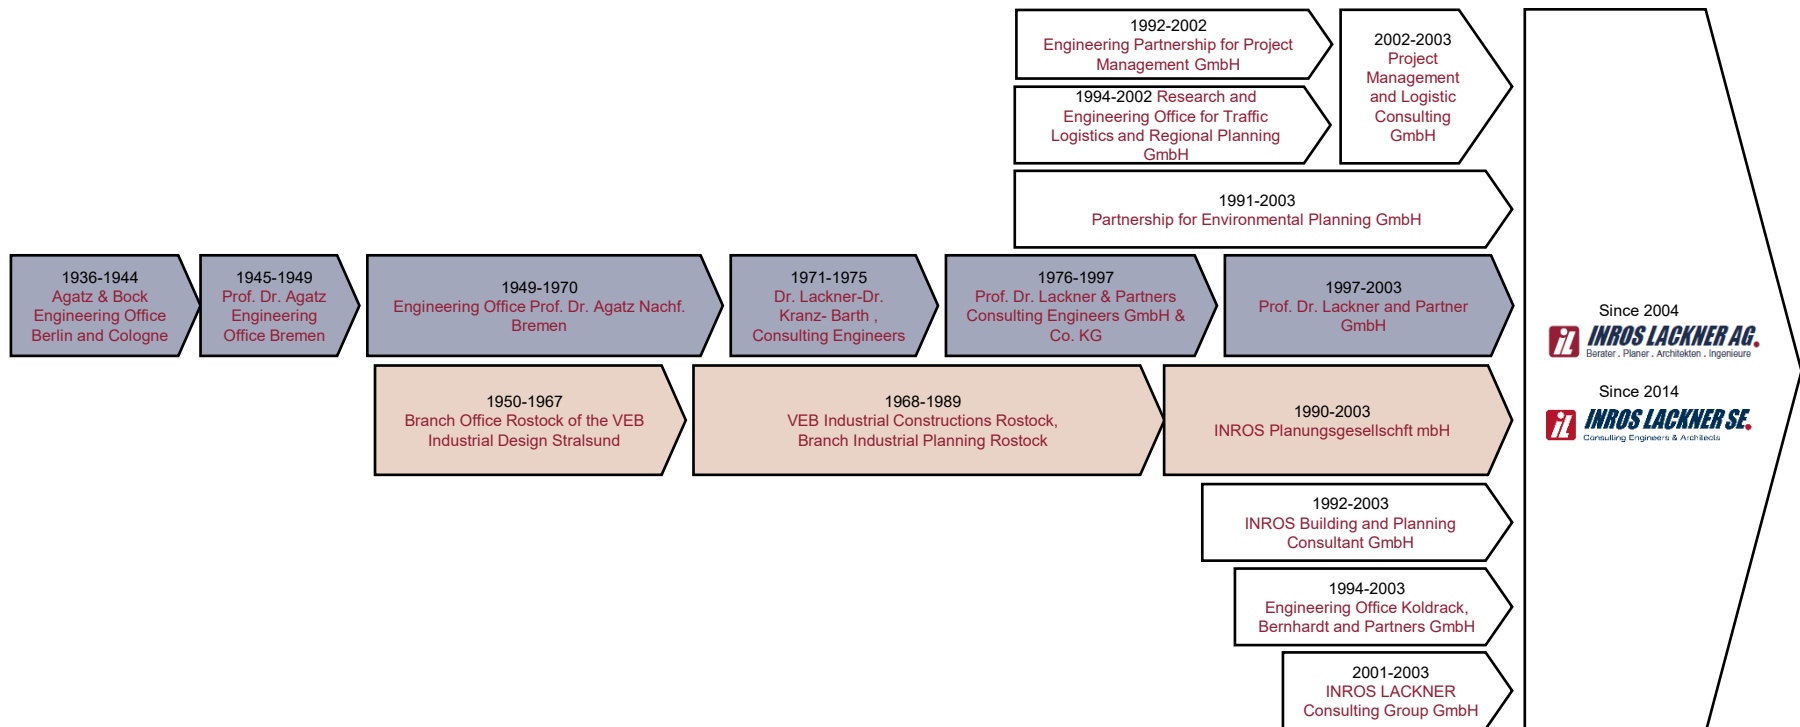 1992-2002
Engineering Partnership for Project
Management GmbH
2002-2003
Project
Management
and Logistic
Consulting
GmbH
1994-2002 Research and
Engineering Office for Traffic
Logistics and Regional Planning
GmbH
1991-2003
Partnership for Environmental Planning GmbH
1936-1944
Agatz & Bock
Engineering Office
Berlin and Cologne
1945-1949
Prof. Dr. Agatz
Engineering
Office Bremen
1949-1970
Engineering Office Prof. Dr. Agatz Nachf.
Bremen
1971-1975
Dr. Lackner-Dr.
Kranz- Barth ,
Consulting Engineers
1976-1997
Prof. Dr. Lackner & Partners
Consulting Engineers GmbH &
Co. KG
1997-2003
Prof. Dr. Lackner and Partner
GmbH
1950-1967
Branch Office Rostock of the VEB
Industrial Design Stralsund
1968-1989
VEB Industrial Constructions Rostock,
Branch Industrial Planning Rostock
1990-2003
INROS Planungsgesellschft mbH
1992-2003
INROS Building and Planning
Consultant GmbH
1994-2003
Engineering Office Koldrack,
Bernhardt and Partners GmbH
2001-2003
INROS LACKNER
Consulting Group GmbH
Since 2004
iL INROS LACKNER AG.
Berater . Planer . Architekten . Ingenieure
Since 2014
iL INROS LACKNER SE.
Consulting Engineers & Architects